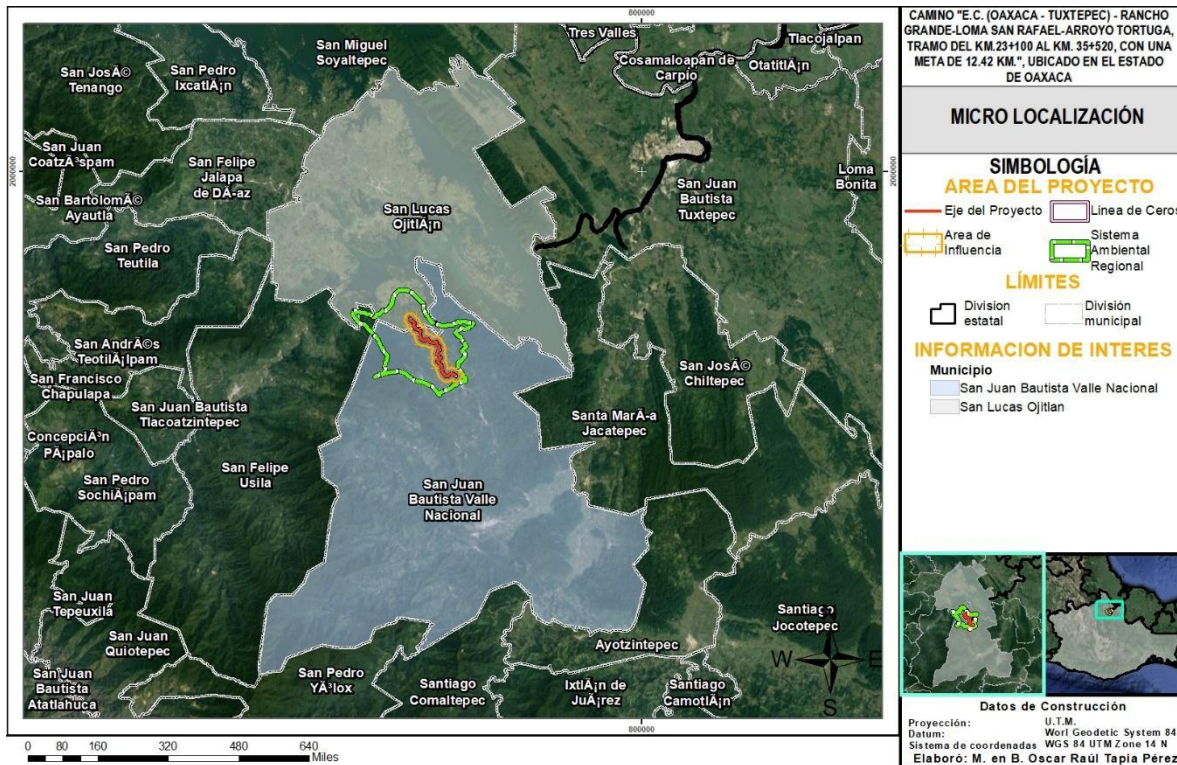 800000
Tres Valles
Tlacojalpan
San Miguel
Soyaltepec
Cosamaloapan de
Carpio
OtatitlÃ¡n
San JosÃ©
Tenango
San Pedro
IxcatlÃ¡n
San Juan
CoatzÃ³spam
San Felipe
Jalapa
de DÃ-az
2000000
2000000
Loma
Bonita
San BartolomÃ©
Ayautla
San Lucas
OjitlÃ¡n
San Juan
Bautista
Tuxtepec
San Pedro
Teutila
San AndrÃ©s
TeotilÃ¡lpam
San Francisco
Chapulapa
San JosÃ©
Chiltepec
San Juan Bautista
Tlacoatzintepec
Santa MarÃ-a
Jacatepec
ConcepciÃ³n
PÃ¡palo
San Pedro
SochiÃ¡pam
San Felipe
Usila
San Juan
Bautista Valle
Nacional
San Juan
Tepeuxila
Santiago
Jocotepec
San Juan
Quiotepec
Ayotzintepec
W
E
S
San Juan
Bautista
Atatlahuca
San Pedro
YÃ³lox
Santiago
Comaltepec
IxtlÃ¡n de
JuÃ¡rez
Santiago
CamotlÃ¡n
800000
0 80 160 320 480 640
Miles
CAMINO "E.C. (OAXACA - TUXTEPEC) - RANCHO
GRANDE-LOMA SAN RAFAEL-ARROYO TORTUGA,
TRAMO DEL KM.23+100 AL KM. 35+520, CON UNA
META DE 12.42 KM.", UBICADO EN EL ESTADO
DE OAXACA
MICRO LOCALIZACIÓN
SIMBOLOGÍA
AREA DEL PROYECTO
Eje del Proyecto
Linea de Ceros
Area de
Influencia
Sistema
Ambiental
Regional
LÍMITES
Division
estatal
División
municipal
INFORMACION DE INTERES
Municipio
San Juan Bautista Valle Nacional
San Lucas Ojitlan
Datos de Construcción
Proyección: U.T.M.
Datum: Worl Geodetic System 84
Sistema de coordenadas WGS 84 UTM Zone 14 N
Elaboró: M. en B. Oscar Raúl Tapia Pérez